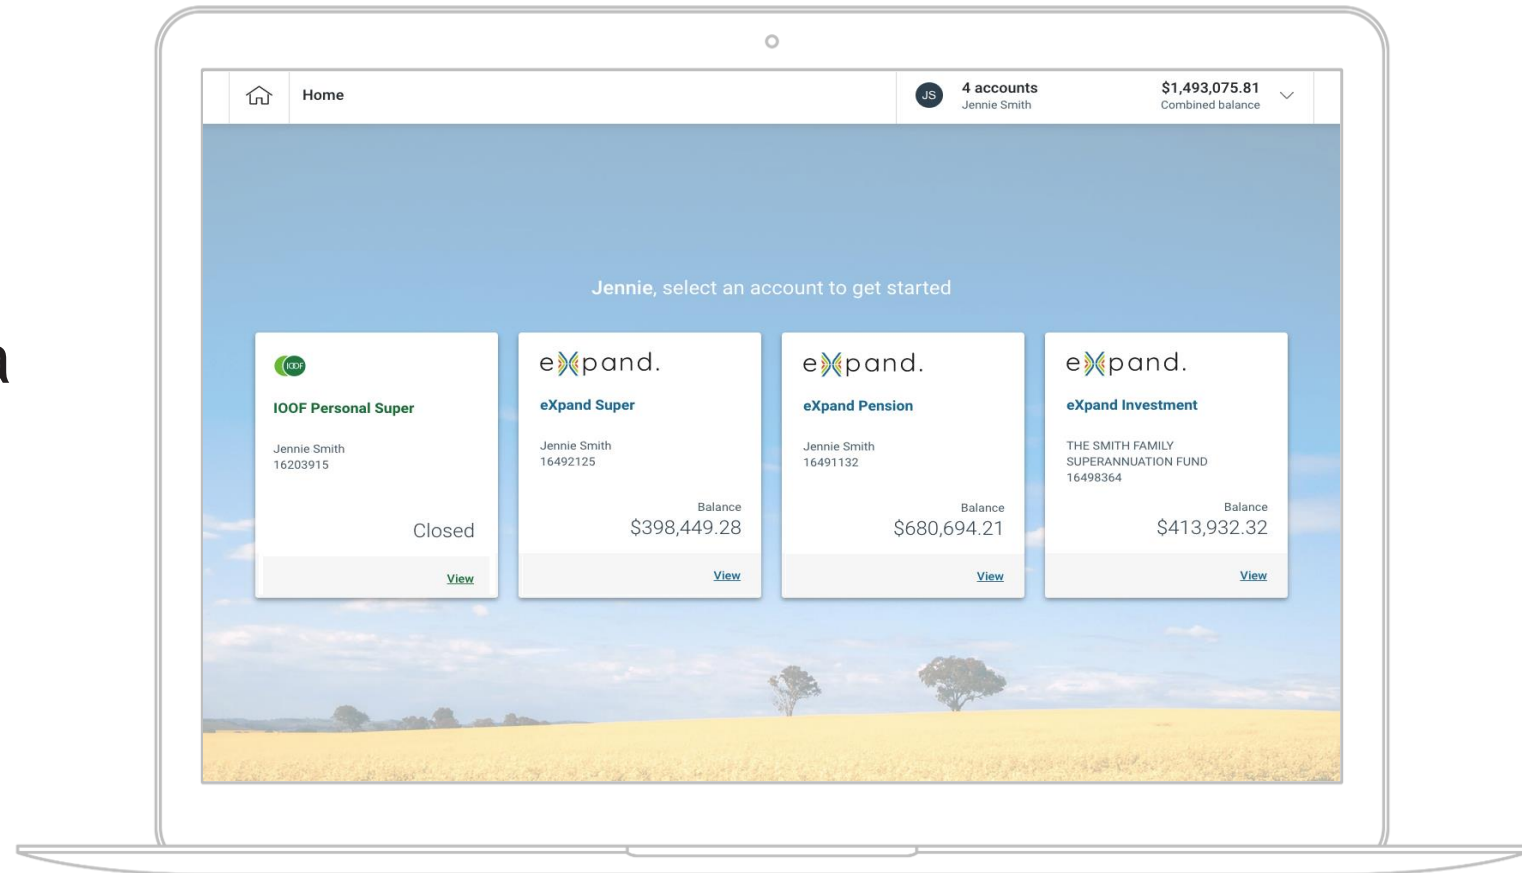 a
Home
JS
4 accounts
Jennie Smith
$1,493,075.81
Combined balance
Jennie, select an account to get started
IOOF
IOOF Personal Super
Jennie Smith
16203915
Closed
View
eXpand.
eXpand Super
Jennie Smith
16492125
Balance
$398,449.28
View
eXpand.
eXpand Pension
Jennie Smith
16491132
Balance
$680,694.21
View
eXpand.
eXpand Investment
THE SMITH FAMILY
SUPERANNUATION FUND
16498364
Balance
$413,932.32
View